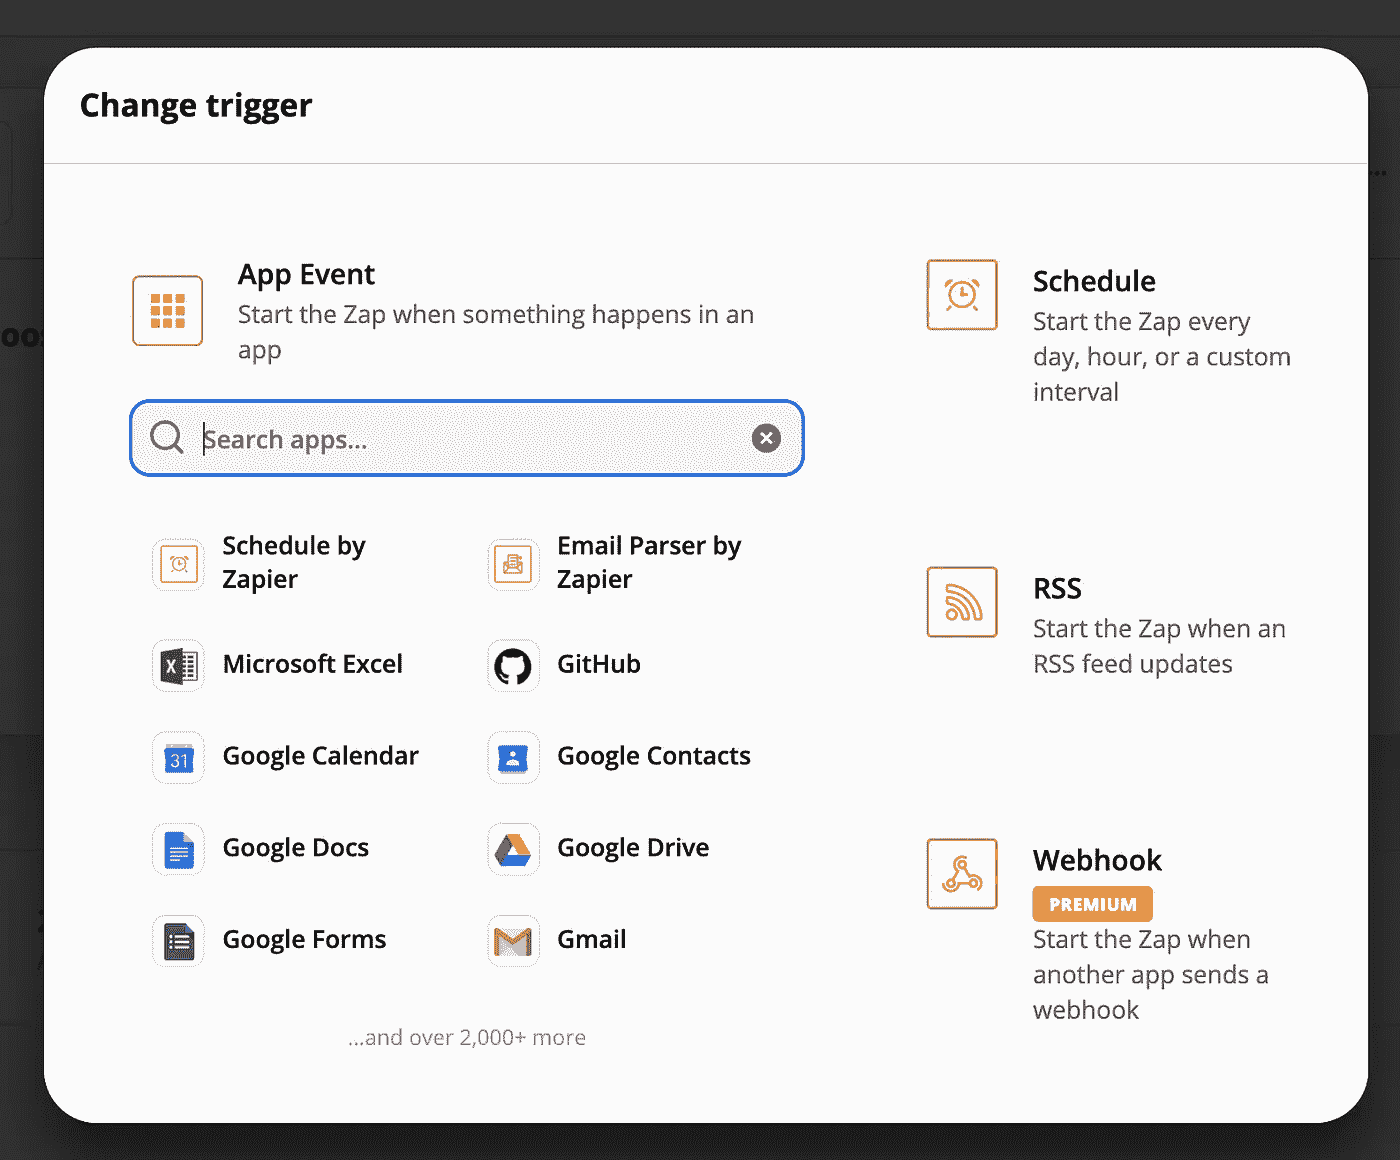 Change trigger
App Event
Start the Zap when something happens in an
app
Search apps...
Schedule by
Zapier
Email Parser by
Zapier
Microsoft Excel
GitHub
31
Google Calendar
Google Contacts
Google Docs
Google Drive
Google Forms
Gmail
...and over 2,000+ more
Schedule
Start the Zap every
day, hour, or a custom
interval
RSS
Start the Zap when an
RSS feed updates
Webhook
PREMIUM
Start the Zap when
another app sends a
webhook